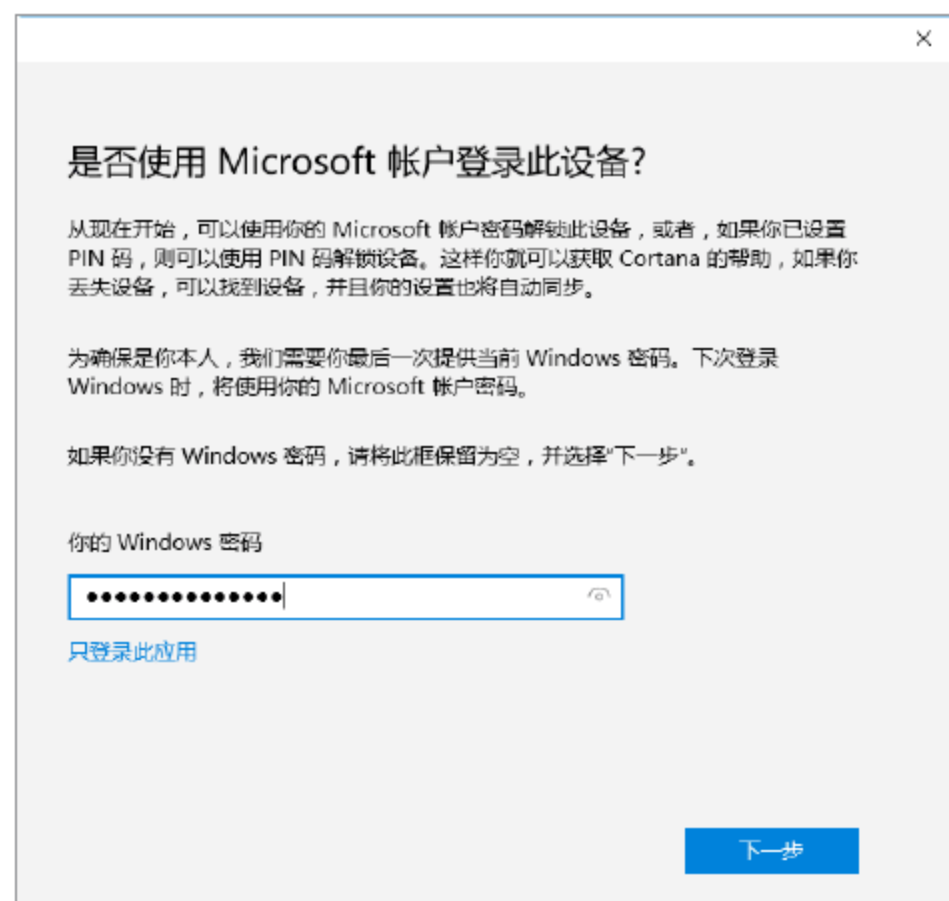 是否使用 Microsoft 帐户登录此设备?
从现在开始，可以使用你的 Microsoft 帐户密码解锁此设备，或者，如果你已设置
PIN 码，则可以使用 PIN 码解锁设备。这样你就可以获取 Cortana 的帮助，如果你
丢失设备，可以找到设备，并且你的设置也将自动同步。
为确保是你本人，我们需要你最后一次提供当前 Windows 密码。下次登录
Windows 时，将使用你的 Microsoft 帐户密码。
如果你没有 Windows 密码，请将此框保留为空，并选择"下一步"。
你的 Windows 密码
●●●●●●●●●●●●●●
只登录此应用
下一步